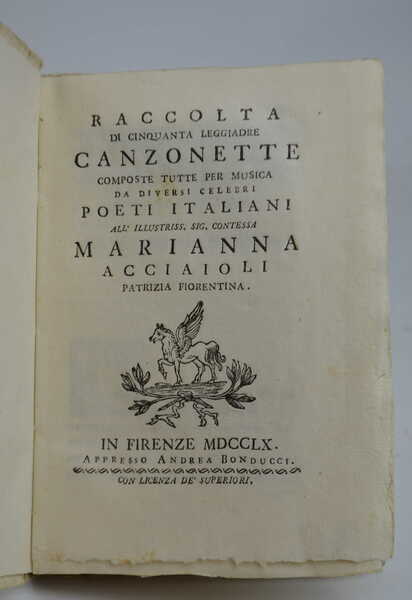 RACCOLTA
DI CINQUANTA LEGGIADRE
CANZONETTE
COMPOSTE TUTTE PER MUSICA
DA DIVERSI CELEBRI
POETI ITALIANI
ALL' ILLUSTRISS. SIG. CONTESSA
MARIANNA
ACCIAIOLI
PATRIZIA FIORENTINA.
IN FIRENZE MDCCLX.
APPRESSO ANDREA BONDUCCI.
CON LICENZA DE' SUPERIORI.